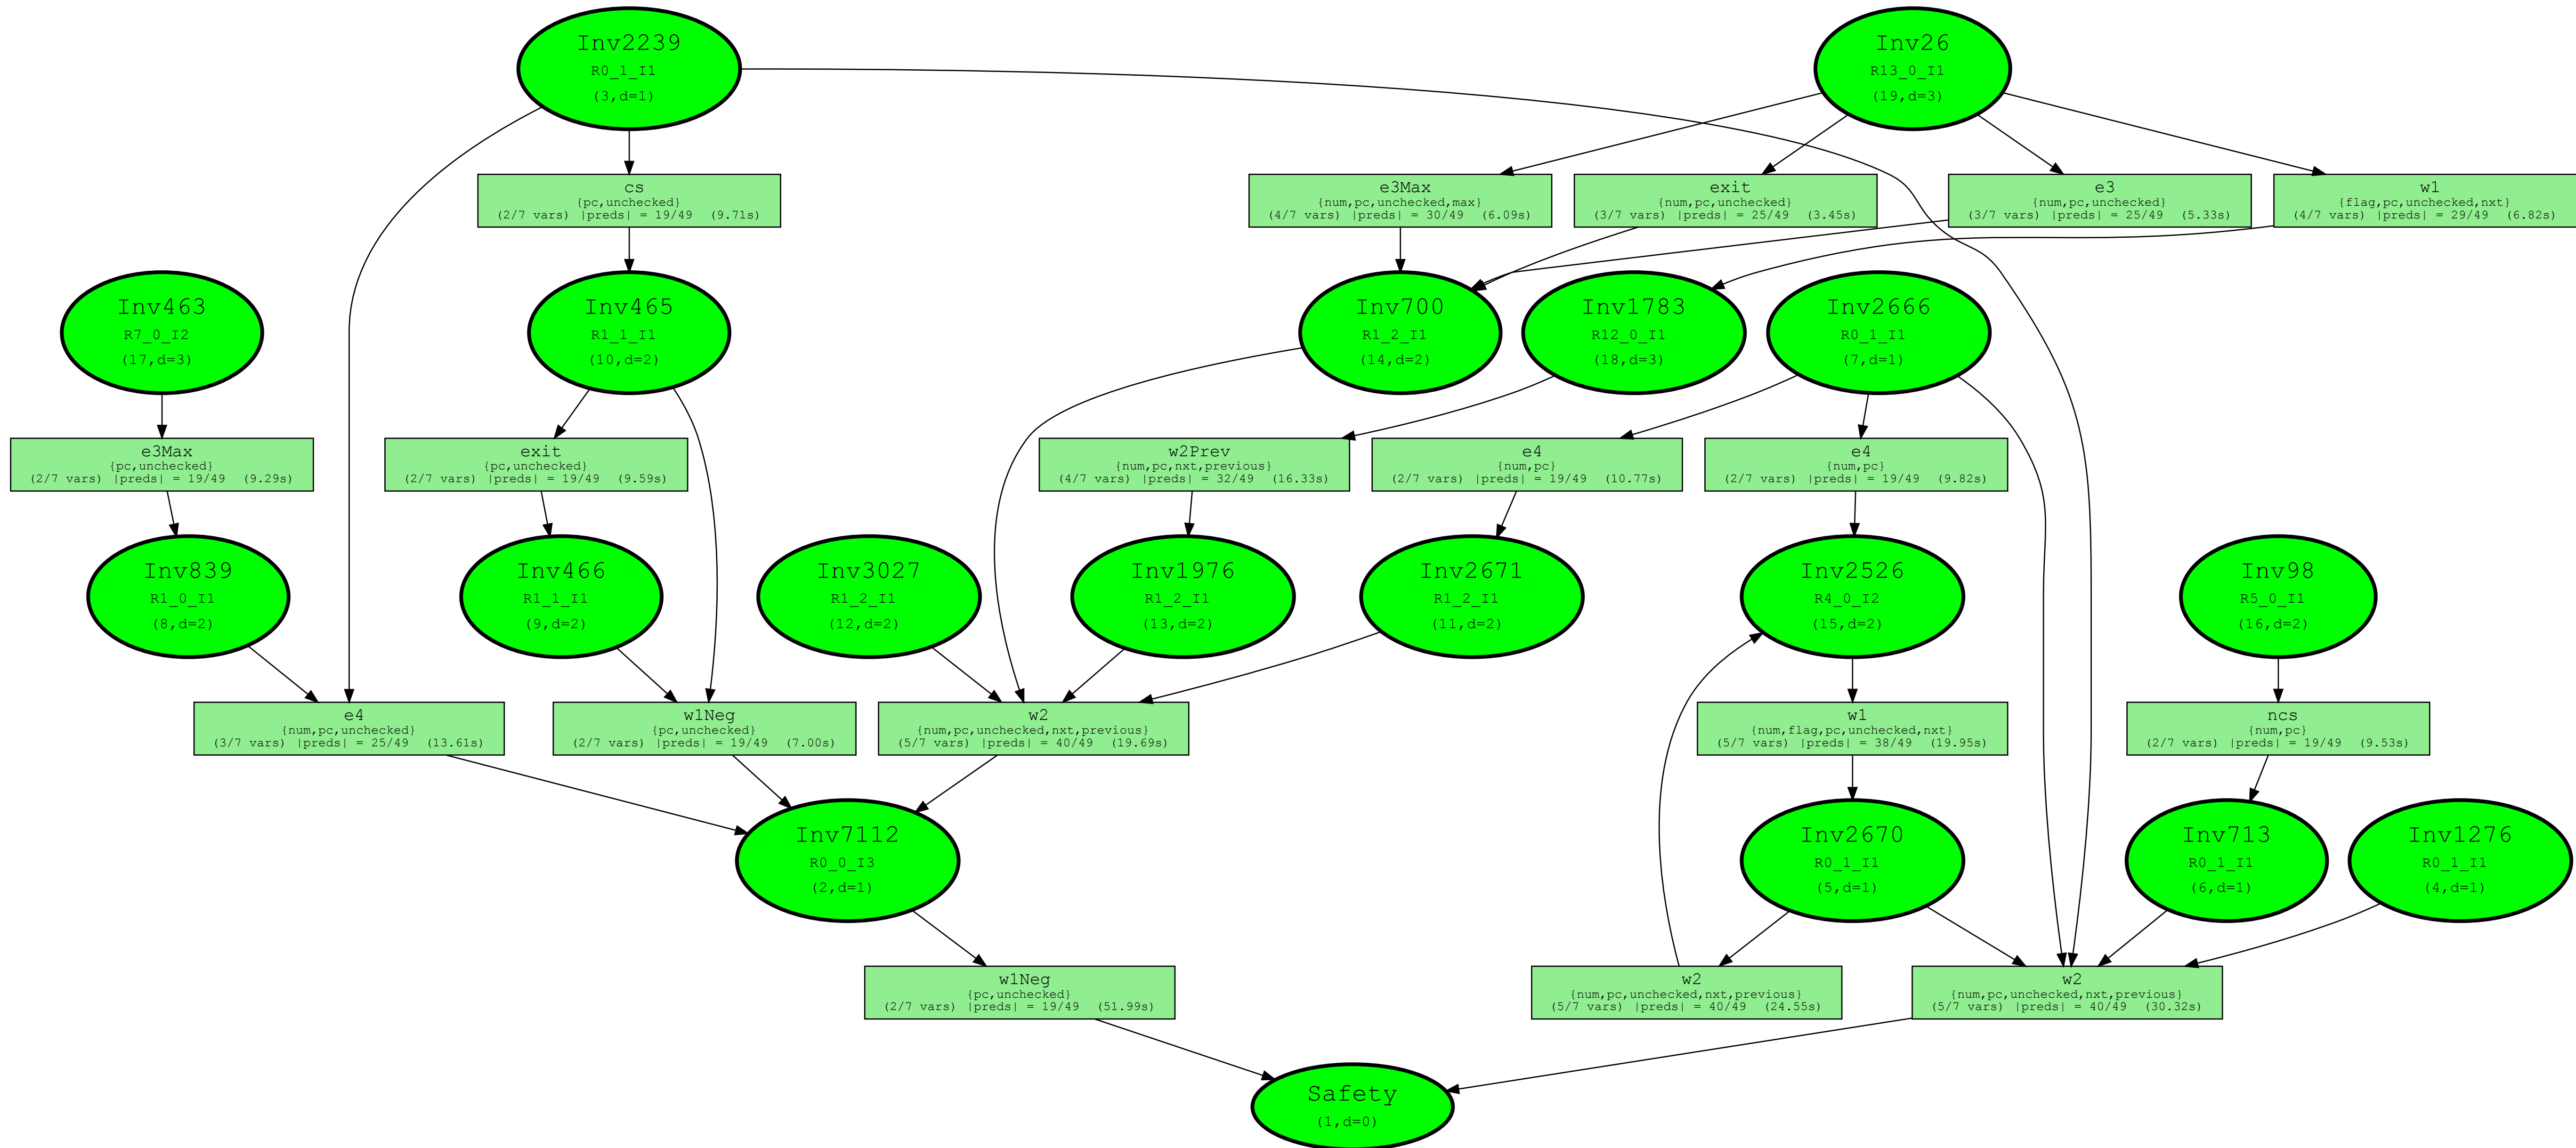 Inv2239
R0_1_I1
(3,d=1)
Inv26
R13_0_I1
(19,d=3)
cs
{pc,unchecked}
(2/7 vars) |preds| = 19/49 (9.71s)
e3Max
{num,pc,unchecked,max}
(4/7 vars) |preds| = 30/49 (6.09s)
exit
{num,pc,unchecked}
(3/7 vars) |preds| = 25/49 (3.45s)
e3
{num,pc,unchecked}
(3/7 vars) |preds| = 25/49 (5.33s)
w1
{flag,pc,unchecked,nxt}
(4/7 vars) |preds| = 29/49 (6.82s)
Inv463
R7_0_I2
(17,d=3)
Inv465
R1_1_I1
(10,d=2)
Inv700
R1_2_I1
(14,d=2)
Inv1783
R12_0_I1
(18,d=3)
Inv2666
R0_1_I1
(7,d=1)
e3Max
{pc,unchecked}
(2/7 vars) |preds| = 19/49 (9.29s)
exit
{pc,unchecked}
(2/7 vars) |preds| = 19/49 (9.59s)
w2Prev
{num,pc,nxt,previous}
(4/7 vars) |preds| = 32/49 (16.33s)
e4
{num,pc}
(2/7 vars) |preds| = 19/49 (10.77s)
e4
{num,pc}
(2/7 vars) |preds| = 19/49 (9.82s)
Inv839
R1_0_I1
(8,d=2)
Inv466
R1_1_I1
(9,d=2)
Inv3027
R1_2_I1
(12,d=2)
Inv1976
R1_2_I1
(13,d=2)
Inv2671
R1_2_I1
(11,d=2)
Inv2526
R4_0_I2
(15,d=2)
Inv98
R5_0_I1
(16,d=2)
e4
{num,pc,unchecked}
(3/7 vars) |preds| = 25/49 (13.61s)
w1Neg
{pc,unchecked}
(2/7 vars) |preds| = 19/49 (7.00s)
w2
{num,pc,unchecked,nxt,previous}
(5/7 vars) |preds| = 40/49 (19.69s)
w1
{num,flag,pc,unchecked,nxt}
(5/7 vars) |preds| = 38/49 (19.95s)
ncs
{num,pc}
(2/7 vars) |preds| = 19/49 (9.53s)
Inv7112
R0_0_I3
(2,d=1)
Inv2670
R0_1_I1
(5,d=1)
Inv713
R0_1_I1
(6,d=1)
Inv1276
R0_1_I1
(4,d=1)
w1Neg
{pc,unchecked}
(2/7 vars) |preds| = 19/49 (51.99s)
w2
{num,pc,unchecked,nxt,previous}
(5/7 vars) |preds| = 40/49 (24.55s)
w2
{num,pc,unchecked,nxt,previous}
(5/7 vars) |preds| = 40/49 (30.32s)
Safety
(1,d=0)